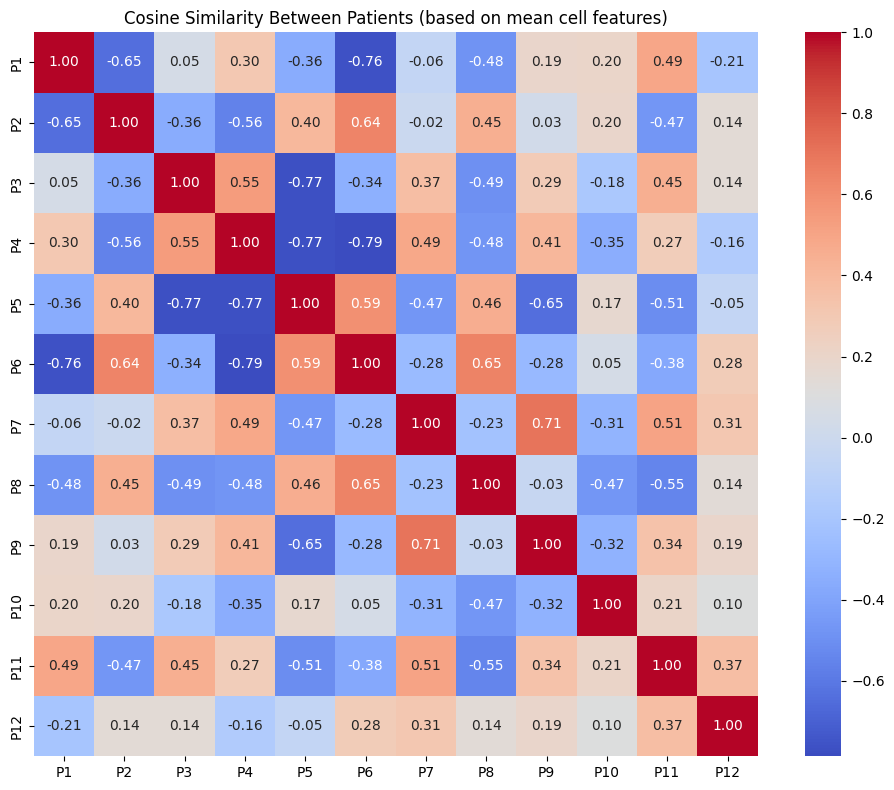 Cosine Similarity Between Patients (based on mean cell features)
P1 1.00 -0.65 0.05 0.30 -0.36 -0.76 -0.06 -0.48 0.19 0.20 0.49 -0.21
P2 -0.65 1.00 -0.36 -0.56 0.40 0.64 -0.02 0.45 0.03 0.20 -0.47 0.14
P3 0.05 -0.36 1.00 0.55 -0.77 -0.34 0.37 -0.49 0.29 -0.18 0.45 0.14
P4 0.30 -0.56 0.55 1.00 -0.77 -0.79 0.49 -0.48 0.41 -0.35 0.27 -0.16
P5 -0.36 0.40 -0.77 -0.77 1.00 0.59 -0.47 0.46 -0.65 0.17 -0.51 -0.05
P6 -0.76 0.64 -0.34 -0.79 0.59 1.00 -0.28 0.65 -0.28 0.05 -0.38 0.28
P7 -0.06 -0.02 0.37 0.49 -0.47 -0.28 1.00 -0.23 0.71 -0.31 0.51 0.31
P8 -0.48 0.45 -0.49 -0.48 0.46 0.65 -0.23 1.00 -0.03 -0.47 -0.55 0.14
P9 0.19 0.03 0.29 0.41 -0.65 -0.28 0.71 -0.03 1.00 -0.32 0.34 0.19
P10 0.20 0.20 -0.18 -0.35 0.17 0.05 -0.31 -0.47 -0.32 1.00 0.21 0.10
P11 0.49 -0.47 0.45 0.27 -0.51 -0.38 0.51 -0.55 0.34 0.21 1.00 0.37
P12 -0.21 0.14 0.14 -0.16 -0.05 0.28 0.31 0.14 0.19 0.10 0.37 1.00
P1 P2 P3 P4 P5 P6 P7 P8 P9 P10 P11 P12
1.0
0.8
0.6
0.4
0.2
0.0
−0.2
−0.4
−0.6